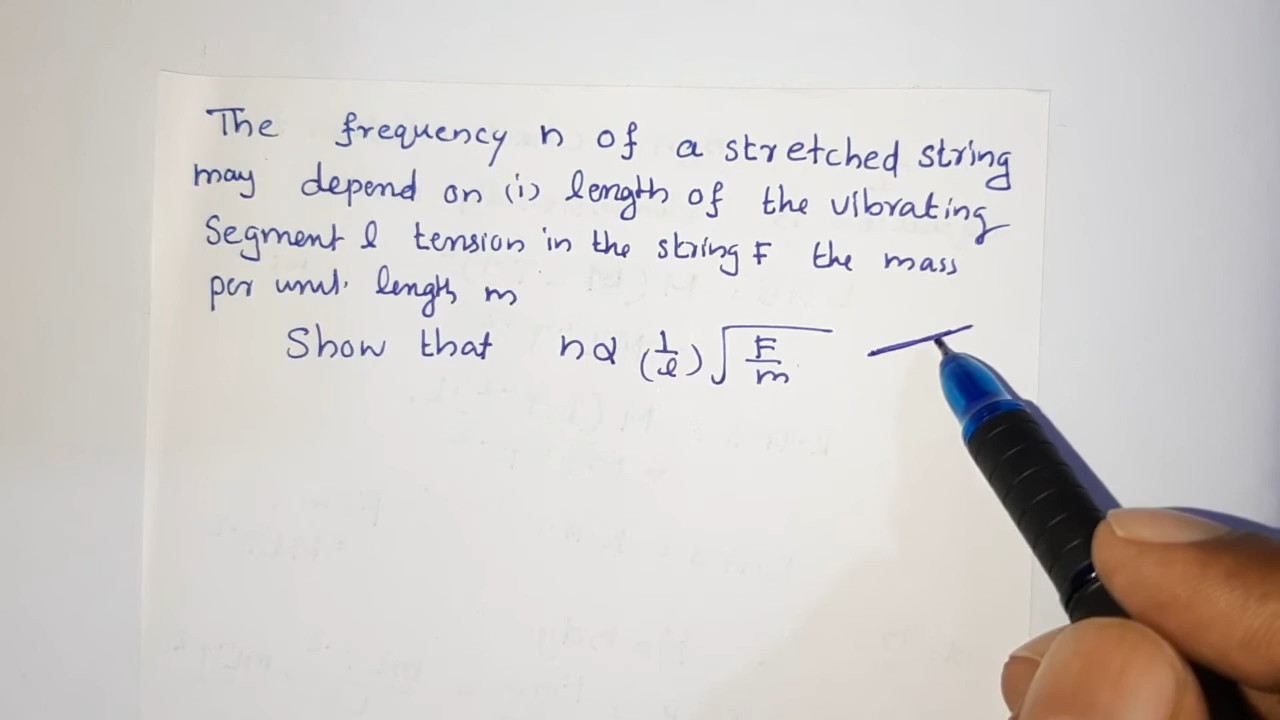 The frequency n of a stretched string
may depend on (i) length of the vibrating
Segment l tension in the string F the mass
per unit. length m
Show that n α (1/l) √F/m